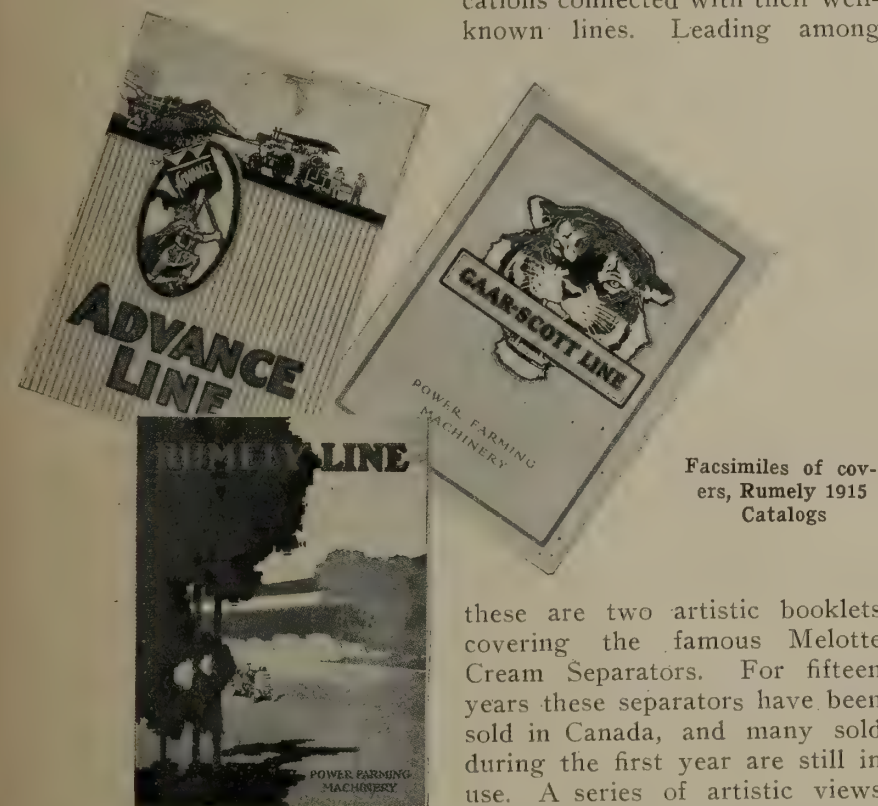 cations connected with their well-
known lines. Leading among
ADVANCE
ADVANCE
LINE
GAAR-SCOTT LINE
POWER FARMING
MACHINERY
RUMELY LINE
POWER FARMING
MACHINERY
Facsimiles of cov-
ers, Rumely 1915
Catalogs
these are two artistic booklets
covering the famous Melotte
Cream Separators. For fifteen
years these separators have been
sold in Canada, and many sold
during the first year are still in
use. A series of artistic views